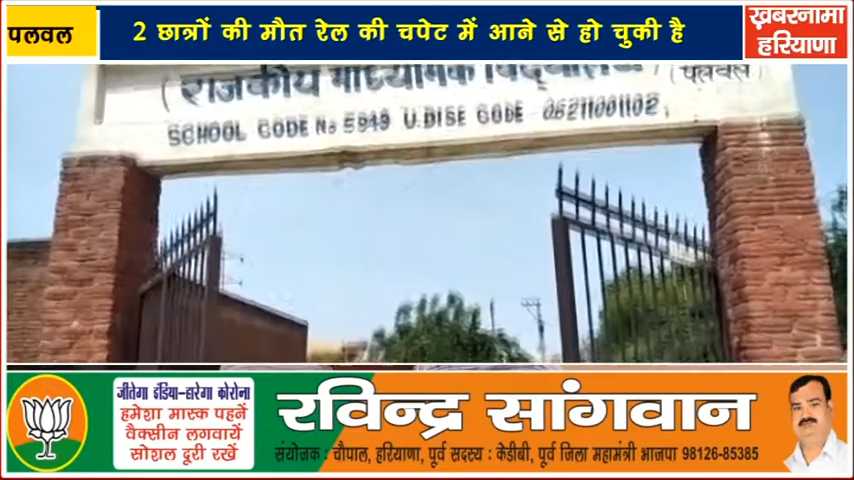 पलवल
2 छात्रों की मौत रेल की चपेट में आने से हो चुकी है
ख़बरनामा
हरियाणा
(राजकीय माध्यमिक विद्यालय (पलवल)
SCHOOL CODE No 5949 U.DISE CODE - 06211001102
जीतेगा इंडिया-हारेगा कोरोना
हमेशा मास्क पहनें
वैक्सीन लगवायें
सोशल दूरी रखें
रविन्द्र सांगवान
संयोजक : चौपाल, हरियाणा, पूर्व सदस्य : केडीबी, पूर्व जिला महामंत्री भाजपा 98126-85385